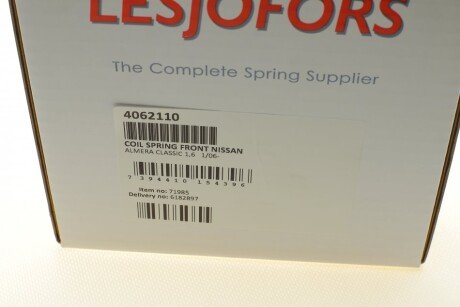 LESJOFORS
The Complete Spring Supplier
4062110
COIL SPRING FRONT NISSAN
ALMERA CLASSIC 1,6 1/06-
7 394410 154396
Item no: 71985
Delivery no: 6182897